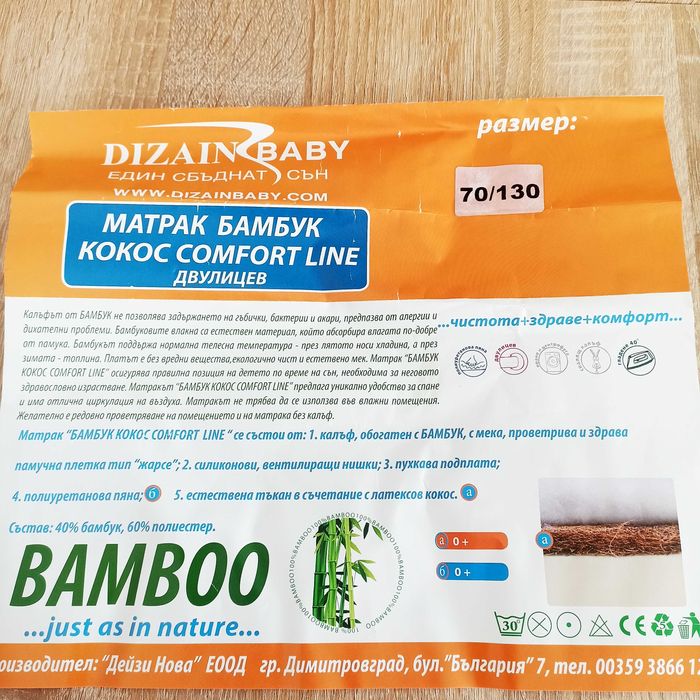 DIZAIN BABY
ЕДИН СБЪДНАТ СЪН
WWW.DIZAINBABY.COM
размер:
70/130
МАТРАК БАМБУК
КОКОС COMFORT LINE
ДВУЛИЦЕВ
Калъфът от БАМБУК не позволява задържането на гъбички, бактерии и акари, предпазва от алергии и
дихателни проблеми. Бамбуковите влакна са естествен материал, който абсорбира влагата по-добре
от памука. Бамбукът поддържа нормална телесна температура - през лятото носи хладина, а през
зимата - топлина. Платът е без вредни вещества,екологично чист и естествено мек. Матрак "БАМБУК
КОКОС COMFORT LINE" осигурява правилна позиция на детето по време на сън, необходима за неговото
здравословно израстване. Матракът "БАМБУК КОКОС COMFORT LINE" предлага уникално удобство за спане
и има отлична циркулация на въздуха. Матракът не трябва да се използва във влажни помещения.
Желателно е редовно проветряване на помещението и на матрака без калъф.
...чистота+здраве+комфорт...
двулицев
Матрак "БАМБУК КОКОС COMFORT LINE " се състои от: 1. калъф, обогатен с БАМБУК, с мека, проветрива и здрава
памучна плетка тип "жарсе"; 2. силиконови, вентилиращи нишки; 3. пухкава подплата;
4. полиуретанова пяна; б 5. естествена тъкан в съчетание с латексов кокос. а
Състав: 40% бамбук, 60% полиестер.
BAMBOO
...just as in nature...
100% BAMBOO
а 0+
б 0+
а
30°
CE
5
роизводител: "Дейзи Нова" ЕООД гр. Димитровград, бул."България" 7, тел. 00359 3866 12